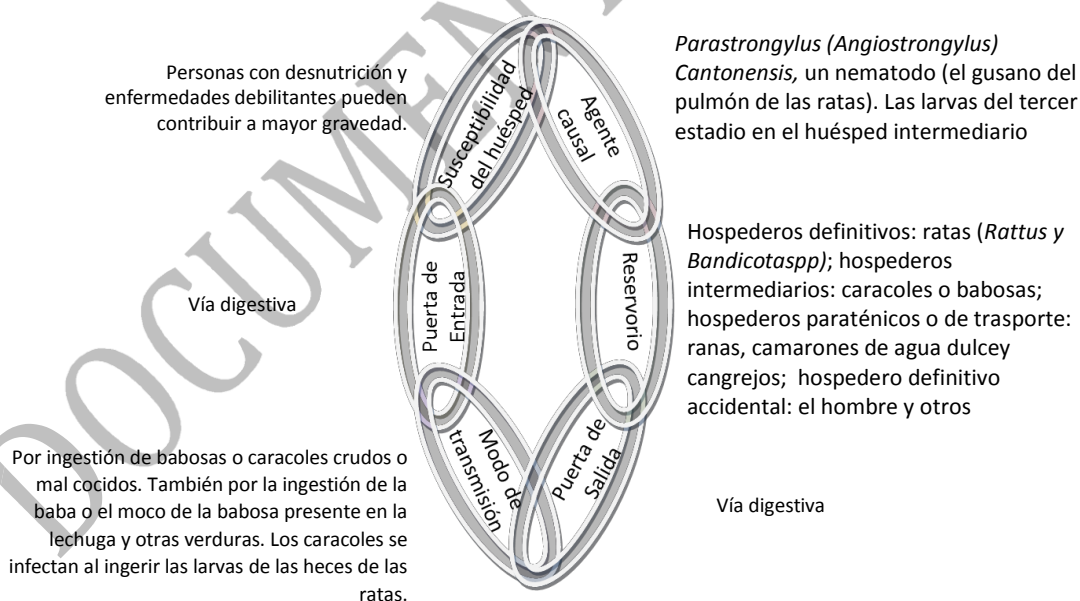 Parastrongylus (Angiostrongylus)
Cantonensis, un nematodo (el gusano del
pulmón de las ratas). Las larvas del tercer
estadio en el huésped intermediario
Personas con desnutrición y
enfermedades debilitantes pueden
contribuir a mayor gravedad.
Susceptibilidad
del huésped
Agente
causal
Hospederos definitivos: ratas (Rattus y
Bandicotaspp); hospederos
intermediarios: caracoles o babosas;
hospederos paraténicos o de trasporte:
ranas, camarones de agua dulcey
cangrejos; hospedero definitivo
accidental: el hombre y otros
Reservorio
Puerta de
Entrada
Vía digestiva
Modo de
transmisión
Puerta de
Salida
Por ingestión de babosas o caracoles crudos o
mal cocidos. También por la ingestión de la
baba o el moco de la babosa presente en la
lechuga y otras verduras. Los caracoles se
infectan al ingerir las larvas de las heces de las
ratas.
Vía digestiva
DOCUMEN